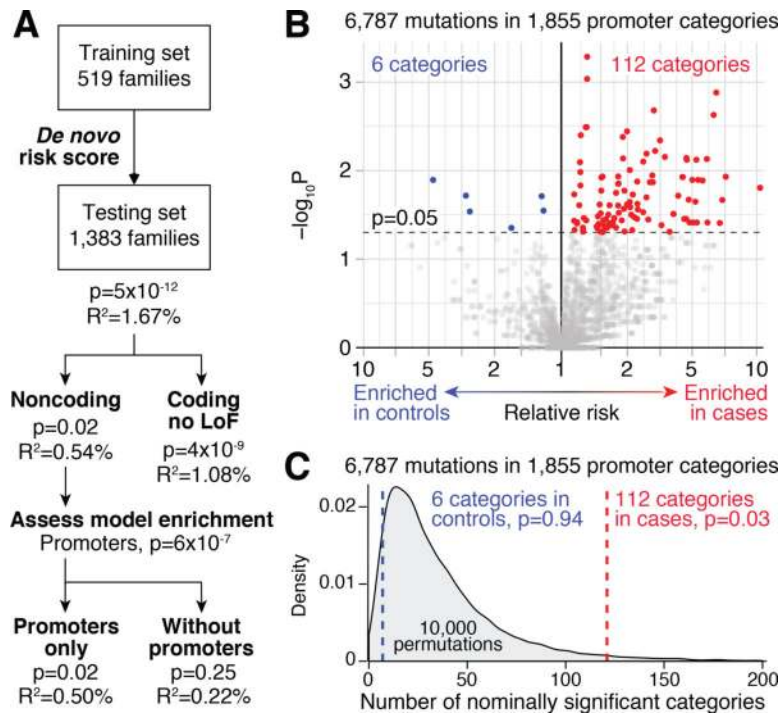 A
Training set
519 families
De novo
risk score
Testing set
1,383 families
p=5x10⁻¹²
R²=1.67%
Noncoding
p=0.02
R²=0.54%
Coding
no LoF
p=4x10⁻⁹
R²=1.08%
Assess model enrichment
Promoters, p=6x10⁻⁷
Promoters
only
p=0.02
R²=0.50%
Without
promoters
p=0.25
R²=0.22%
B
6,787 mutations in 1,855 promoter categories
6 categories
112 categories
−log₁₀P
3
2
1
0
p=0.05
10 5 2 1 2 5 10
Enriched
in controls
Relative risk
Enriched
in cases
C
6,787 mutations in 1,855 promoter categories
6 categories in
controls, p=0.94
112 categories
in cases, p=0.03
Density
0.02
0.01
0
10,000
permutations
0 50 100 150 200
Number of nominally significant categories